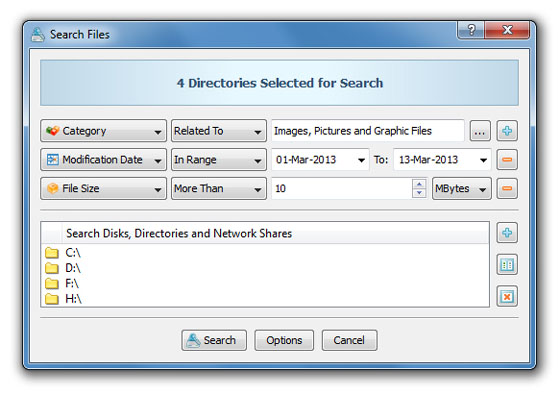 Search Files
4 Directories Selected for Search
Category Related To Images, Pictures and Graphic Files ...
Modification Date In Range 01-Mar-2013 To: 13-Mar-2013
File Size More Than 10 MBytes
Search Disks, Directories and Network Shares
C:\
D:\
F:\
H:\
Search Options Cancel